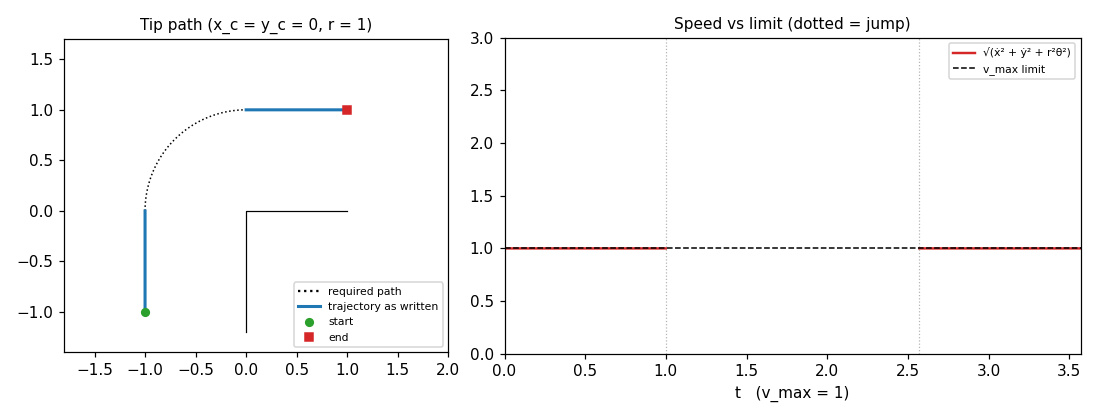 Tip path (x_c = y_c = 0, r = 1)
1.5
1.0
0.5
0.0
−0.5
−1.0
−1.5 −1.0 −0.5 0.0 0.5 1.0 1.5 2.0
required path
trajectory as written
start
end
Speed vs limit (dotted = jump)
3.0
2.5
2.0
1.5
1.0
0.5
0.0
0.0 0.5 1.0 1.5 2.0 2.5 3.0 3.5
t (v_max = 1)
√(ẋ² + ẏ² + r²θ̇²)
v_max limit